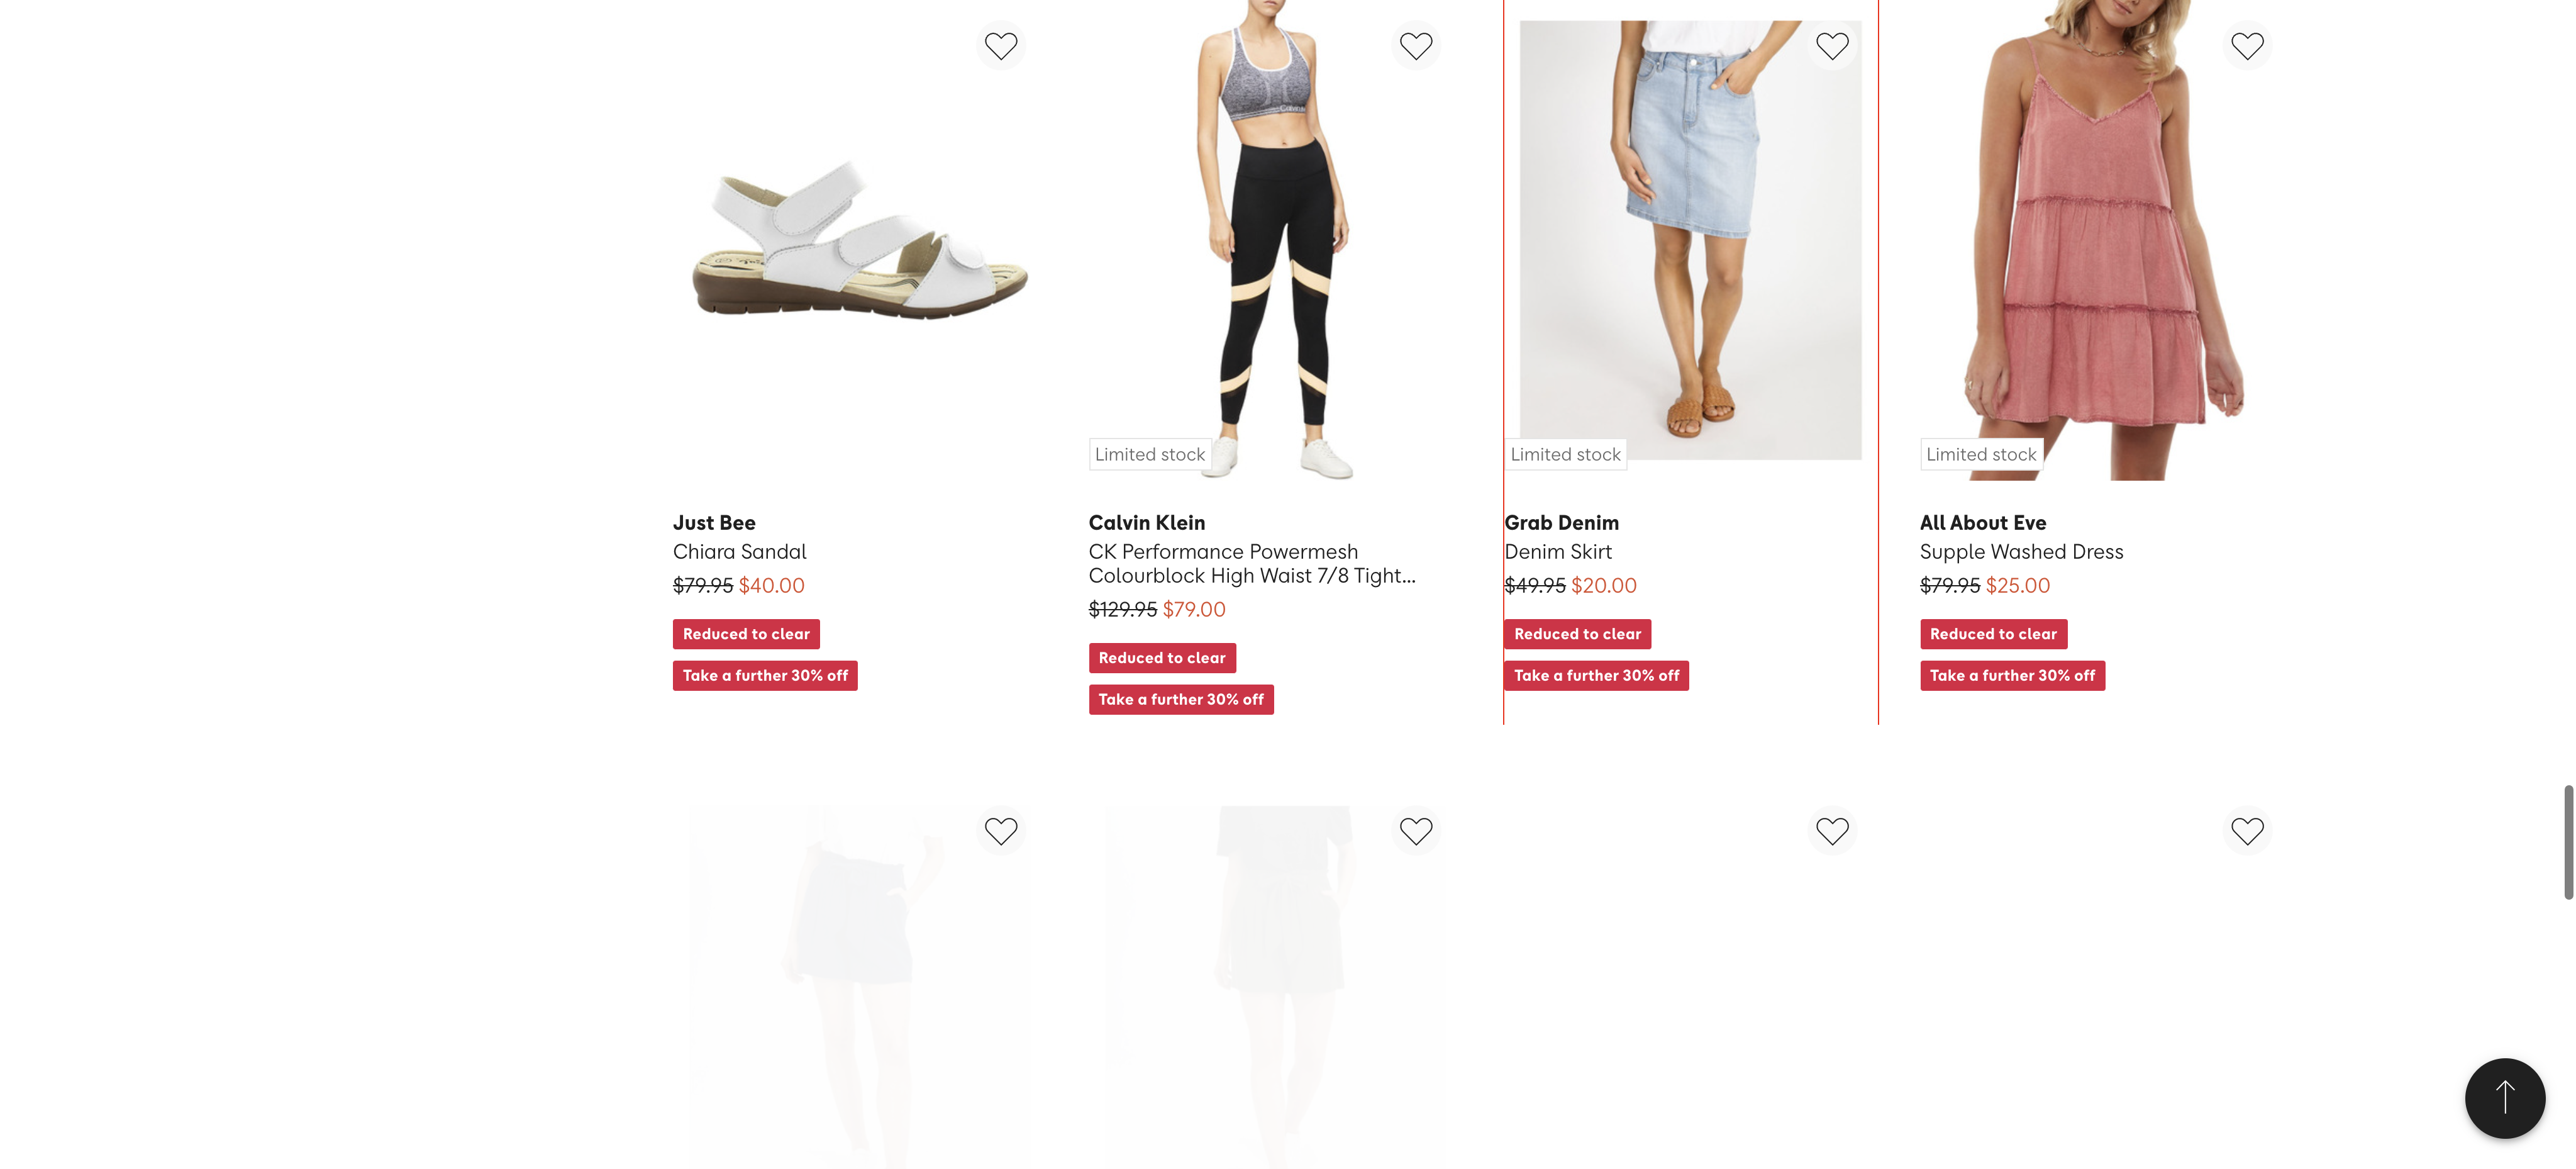 Limited stock
Limited stock
Limited stock
Just Bee
Chiara Sandal
$79.95 $40.00
Reduced to clear
Take a further 30% off
Calvin Klein
CK Performance Powermesh
Colourblock High Waist 7/8 Tight...
$129.95 $79.00
Reduced to clear
Take a further 30% off
Grab Denim
Denim Skirt
$49.95 $20.00
Reduced to clear
Take a further 30% off
All About Eve
Supple Washed Dress
$79.95 $25.00
Reduced to clear
Take a further 30% off